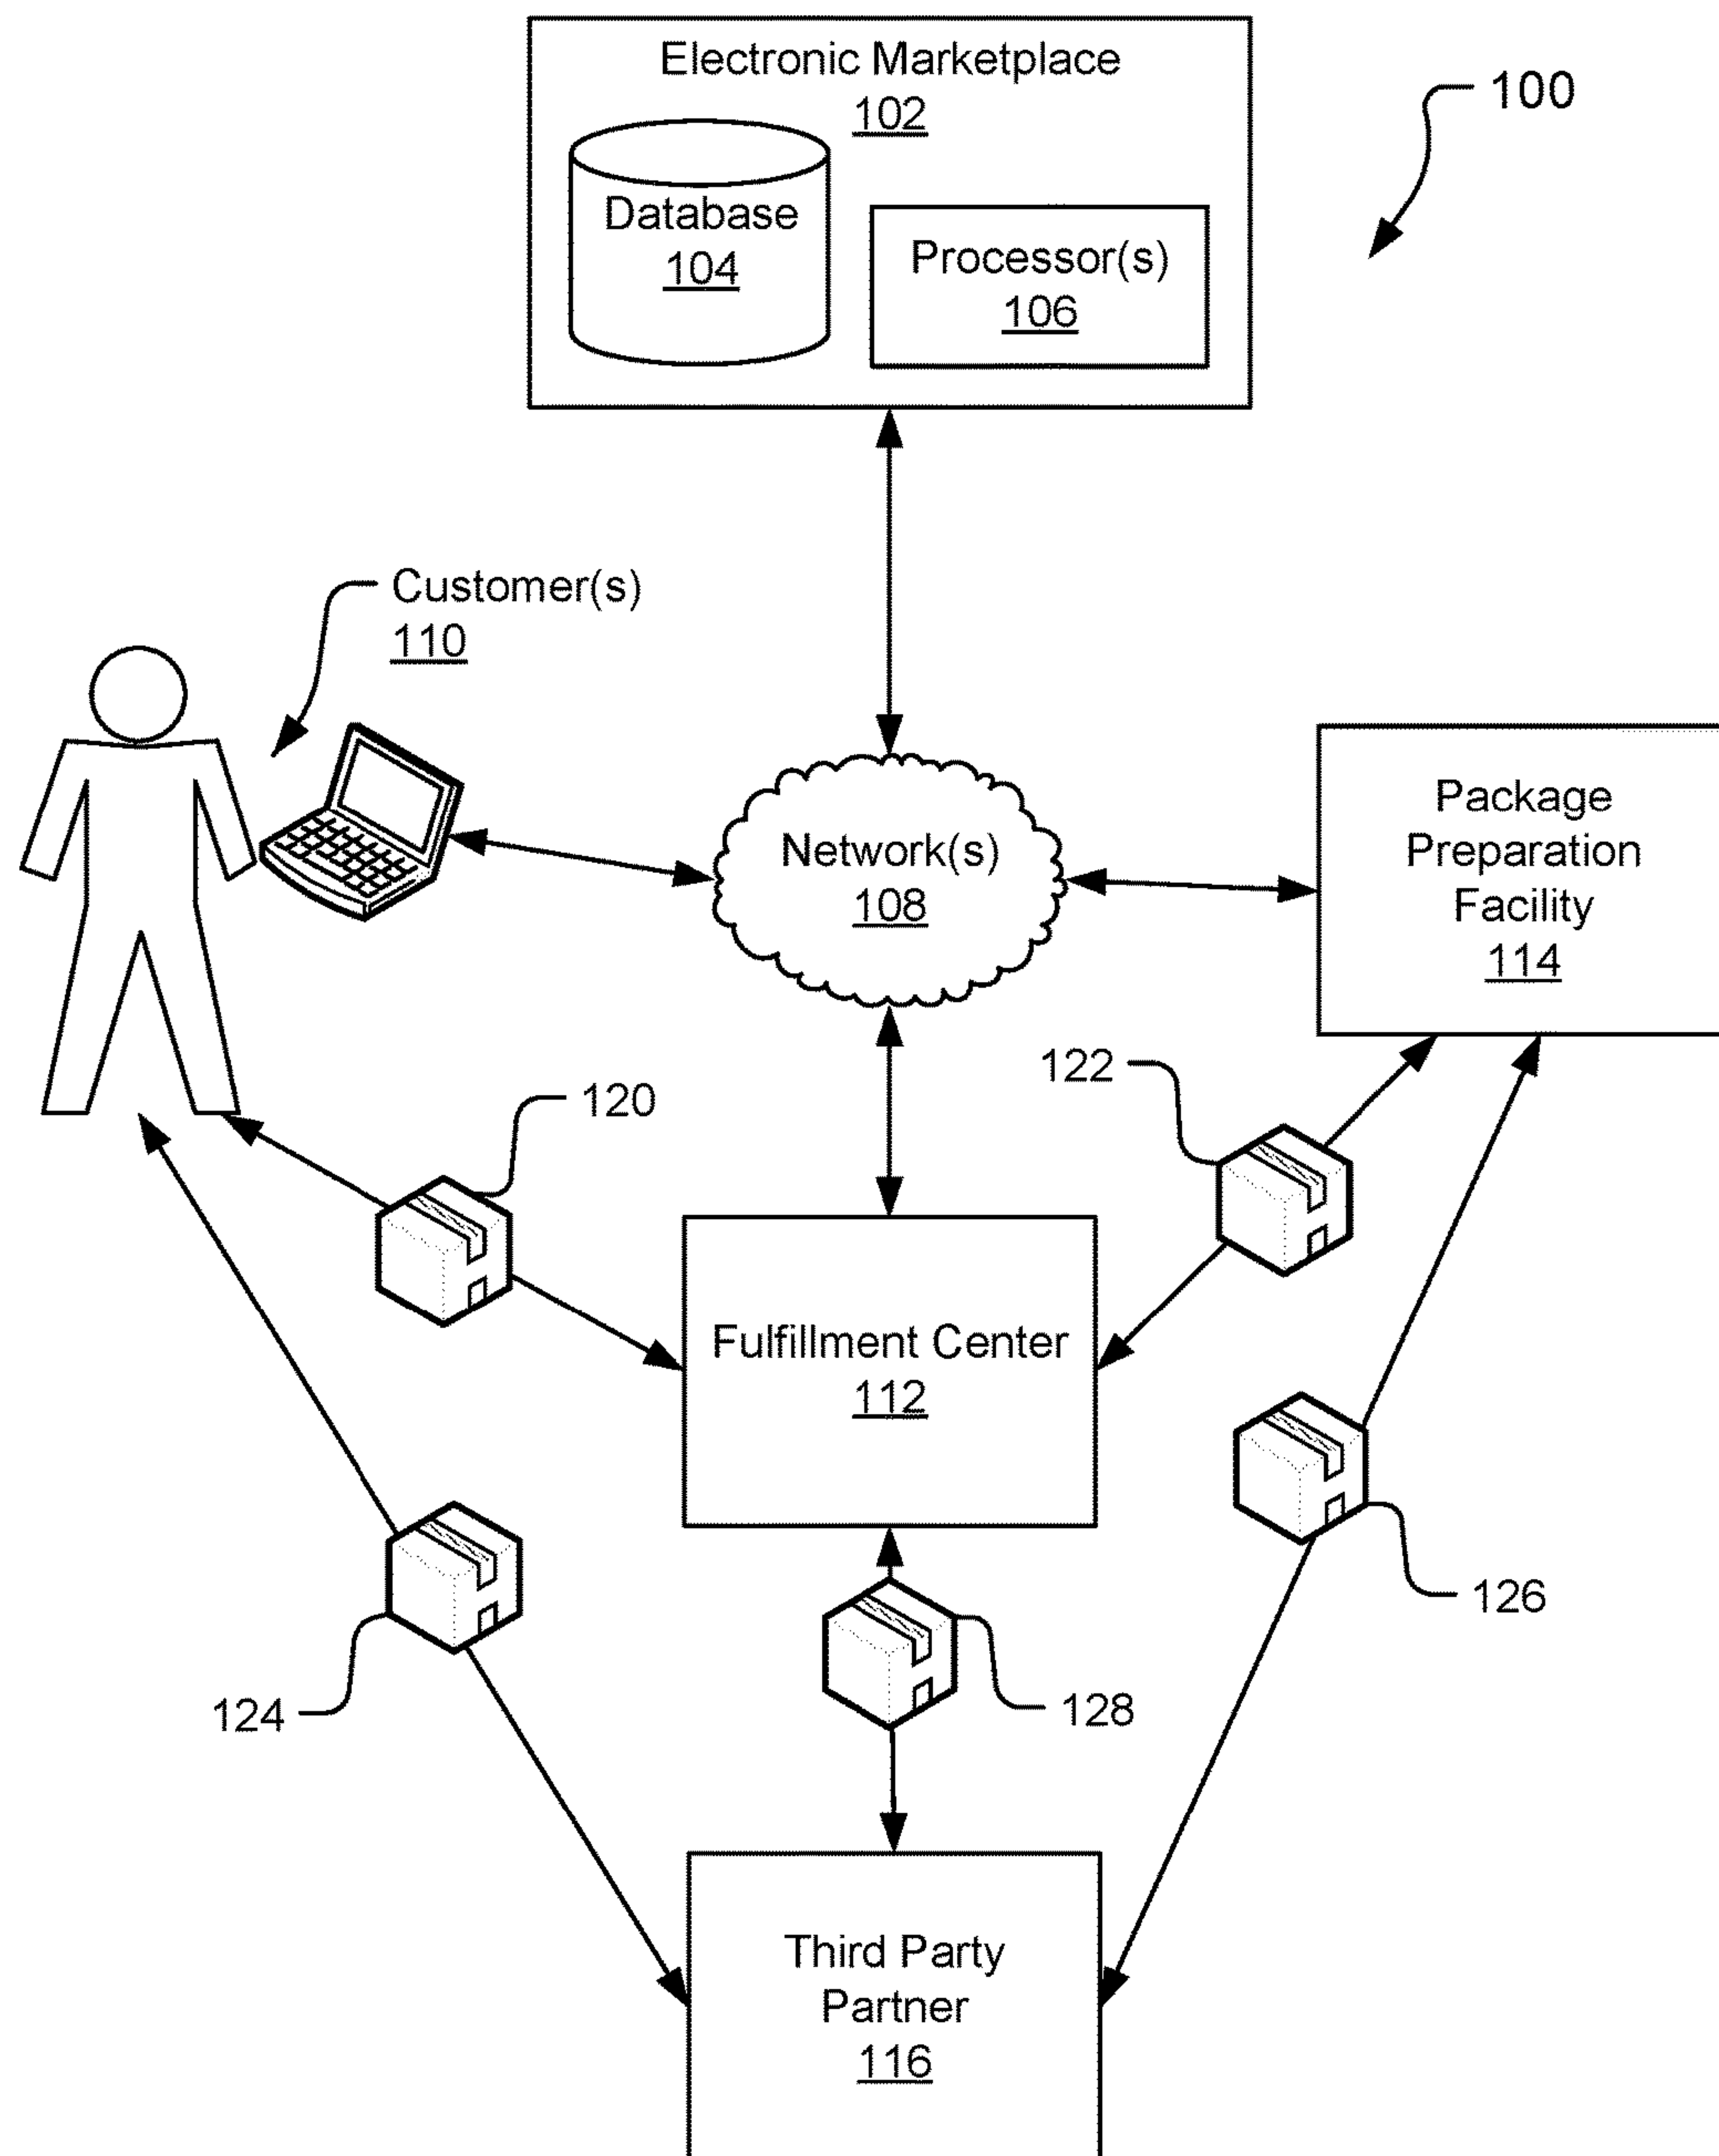 Electronic Marketplace
102
100
Database
104
Processor(s)
106
Customer(s)
110
Network(s)
108
Package
Preparation
Facility
114
120
122
Fulfillment Center
112
124
128
126
Third Party
Partner
116